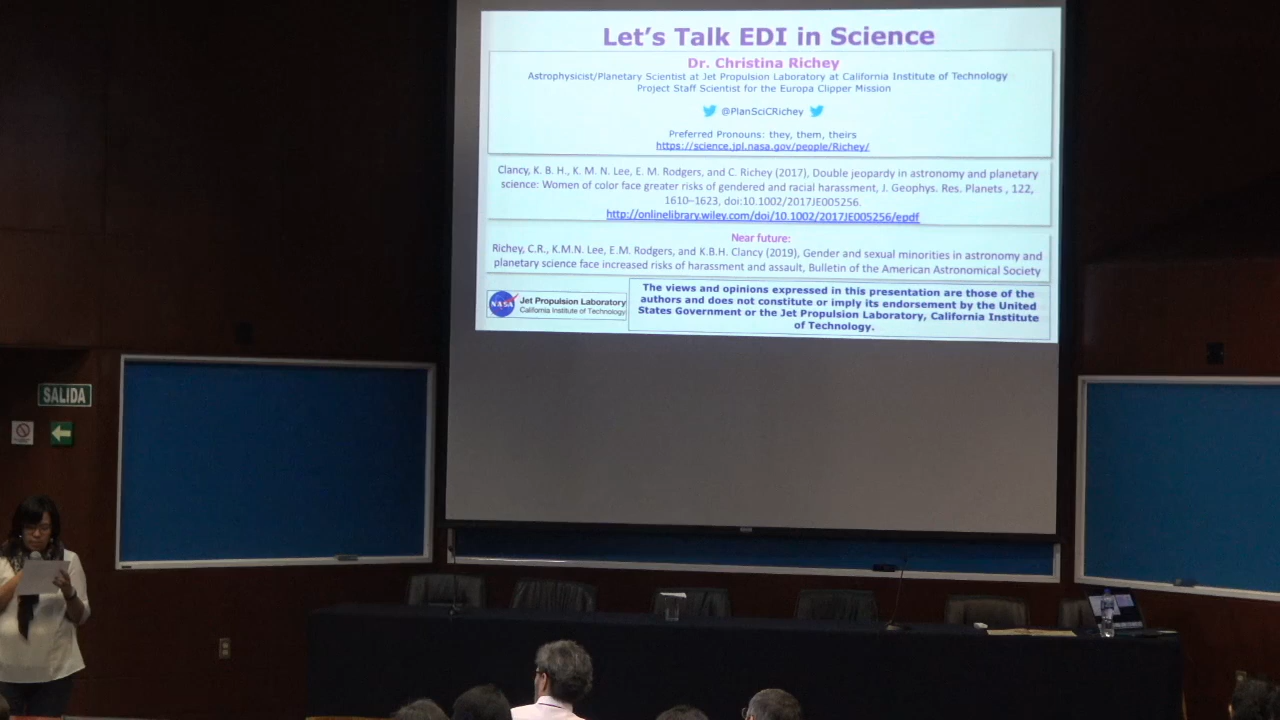 Let's Talk EDI in Science
Dr. Christina Richey
Astrophysicist/Planetary Scientist at Jet Propulsion Laboratory at California Institute of Technology
Project Staff Scientist for the Europa Clipper Mission
@PlanSciCRichey
Preferred Pronouns: they, them, theirs
https://science.jpl.nasa.gov/people/Richey/
Clancy, K. B. H., K. M. N. Lee, E. M. Rodgers, and C. Richey (2017), Double jeopardy in astronomy and planetary
science: Women of color face greater risks of gendered and racial harassment, J. Geophys. Res. Planets , 122,
1610–1623, doi:10.1002/2017JE005256.
http://onlinelibrary.wiley.com/doi/10.1002/2017JE005256/epdf
Near future:
Richey, C.R., K.M.N. Lee, E.M. Rodgers, and K.B.H. Clancy (2019), Gender and sexual minorities in astronomy and
planetary science face increased risks of harassment and assault, Bulletin of the American Astronomical Society
NASA
Jet Propulsion Laboratory
California Institute of Technology
The views and opinions expressed in this presentation are those of the
authors and does not constitute or imply its endorsement by the United
States Government or the Jet Propulsion Laboratory, California Institute
of Technology.
SALIDA